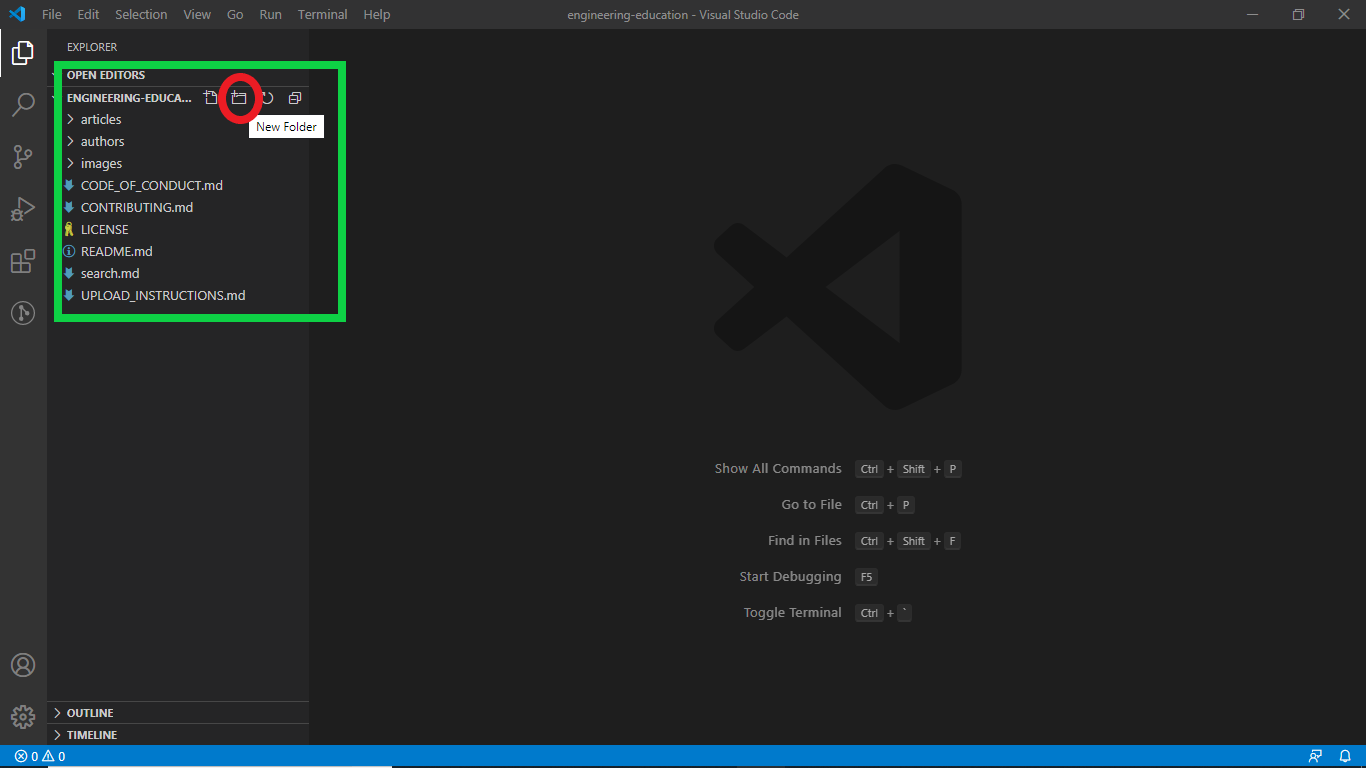 File Edit Selection View Go Run Terminal Help engineering-education - Visual Studio Code
EXPLORER
OPEN EDITORS
ENGINEERING-EDUCA...
New Folder
articles
authors
images
CODE_OF_CONDUCT.md
CONTRIBUTING.md
LICENSE
README.md
search.md
UPLOAD_INSTRUCTIONS.md
Show All Commands Ctrl + Shift + P
Go to File Ctrl + P
Find in Files Ctrl + Shift + F
Start Debugging F5
Toggle Terminal Ctrl + `
OUTLINE
TIMELINE
0 0